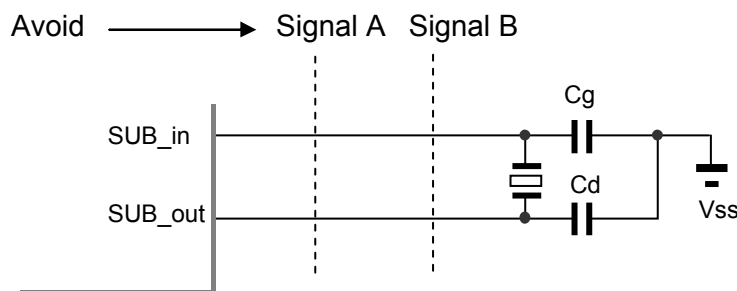 Avoid Signal A Signal B
Cg
SUB_in
Cd
SUB_out
Vss